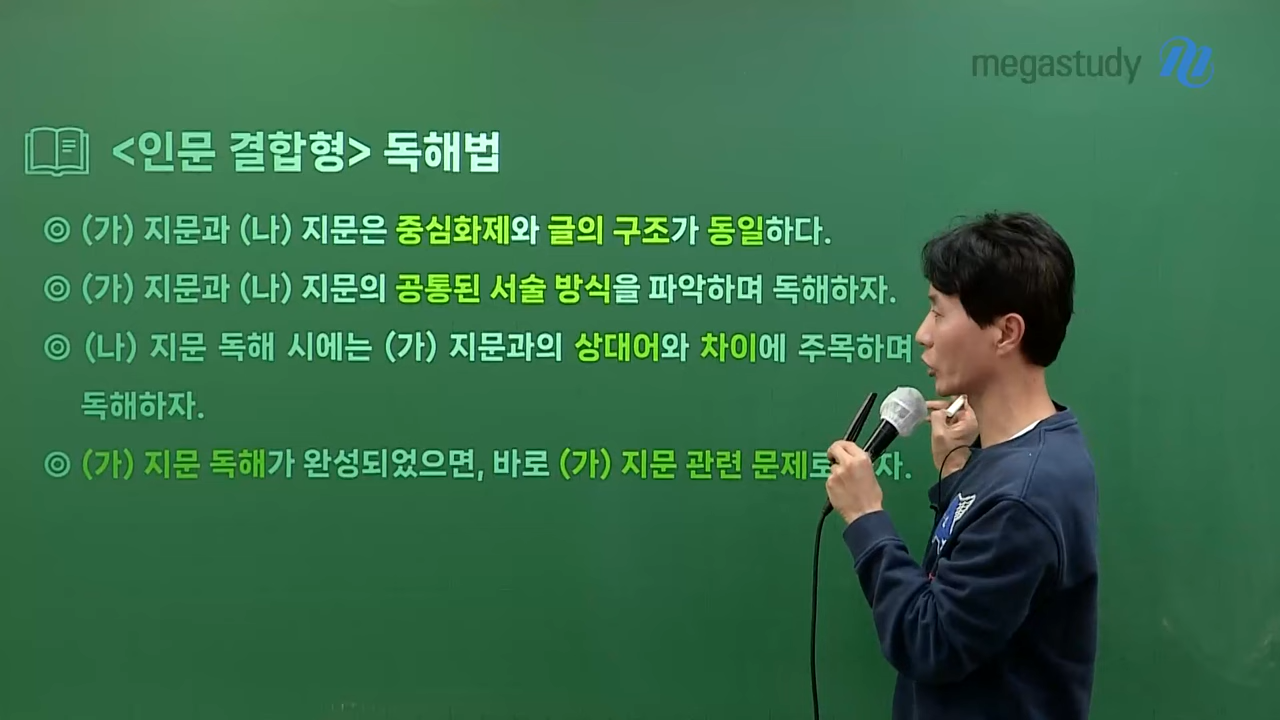 megastudy
<인문 결합형> 독해법
◎ (가) 지문과 (나) 지문은 중심화제와 글의 구조가 동일하다.
◎ (가) 지문과 (나) 지문의 공통된 서술 방식을 파악하며 독해하자.
◎ (나) 지문 독해 시에는 (가) 지문과의 상대어와 차이에 주목하며
독해하자.
◎ (가) 지문 독해가 완성되었으면, 바로 (가) 지문 관련 문제로 자.